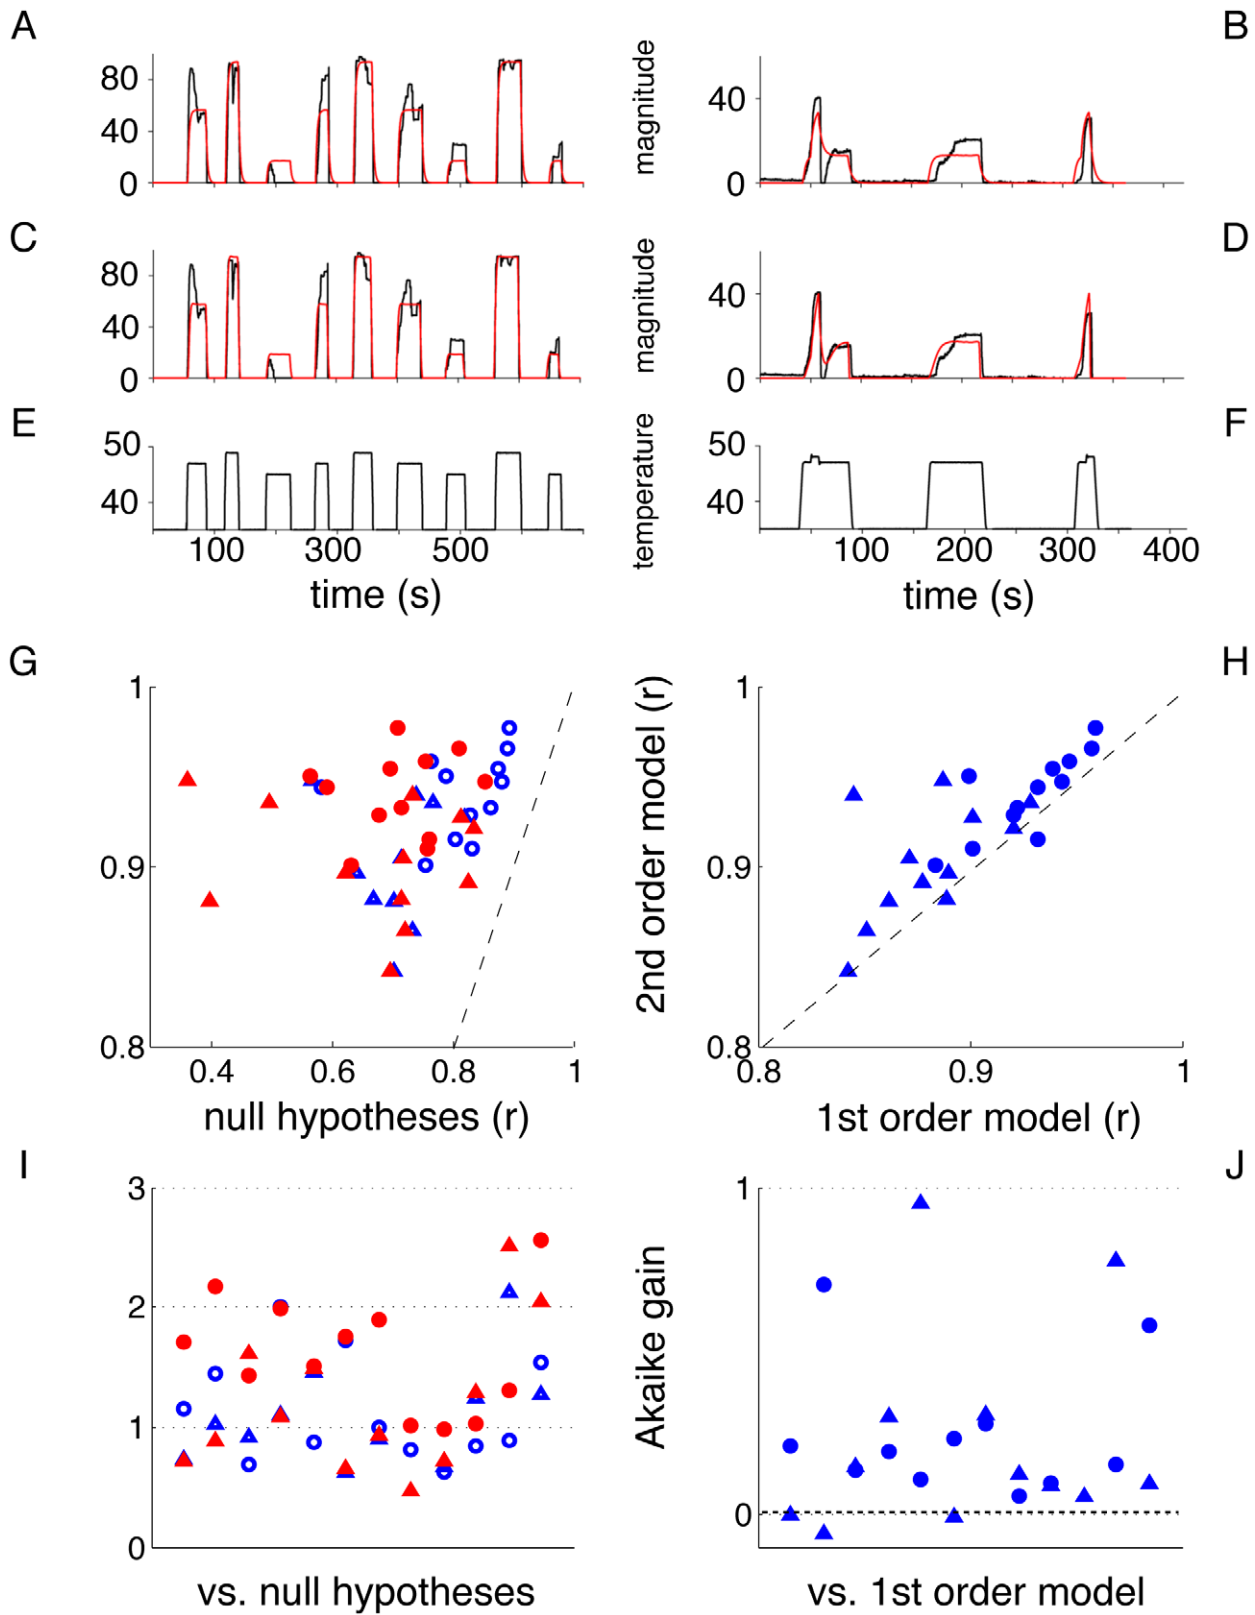 A
B
80
40
0
magnitude
40
0
C
D
80
40
0
magnitude
40
0
E
F
50
40
temperature
50
40
100 300 500
100 200 300 400
time (s)
time (s)
G
H
1
0.9
0.8
0.4 0.6 0.8 1
null hypotheses (r)
2nd order model (r)
1
0.9
0.8
0.8 0.9 1
1st order model (r)
I
J
3
2
1
0
vs. null hypotheses
Akaike gain
1
0
vs. 1st order model